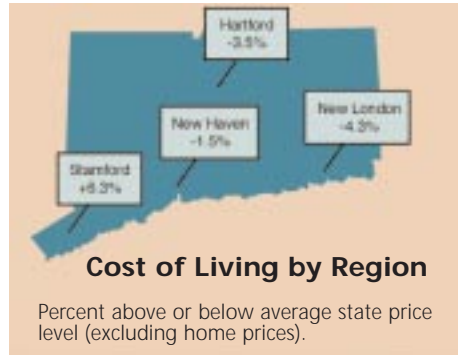 Hartford
-3.5%
New London
-4.3%
New Haven
-1.5%
Stamford
+6.3%
Cost of Living by Region
Percent above or below average state price
level (excluding home prices).